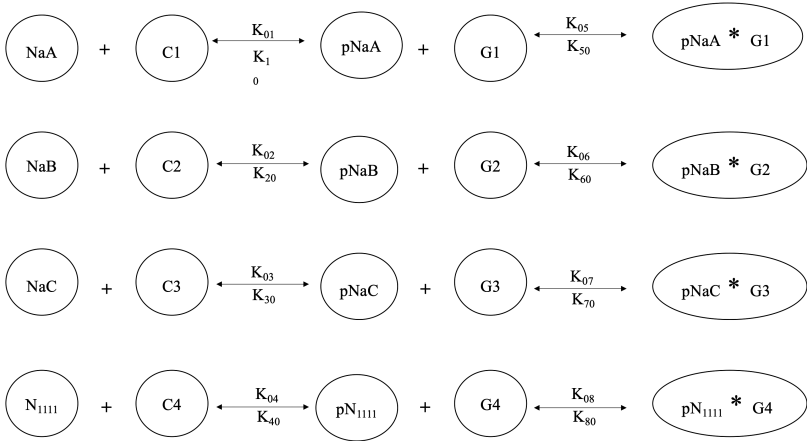 NaA + C1 K₀₁ pNaA + G1 K₀₅ pNaA * G1
K₁ K₅₀
₀
NaB + C2 K₀₂ pNaB + G2 K₀₆ pNaB * G2
K₂₀ K₆₀
NaC + C3 K₀₃ pNaC + G3 K₀₇ pNaC * G3
K₃₀ K₇₀
N₁₁₁₁ + C4 K₀₄ pN₁₁₁₁ + G4 K₀₈ pN₁₁₁₁ * G4
K₄₀ K₈₀